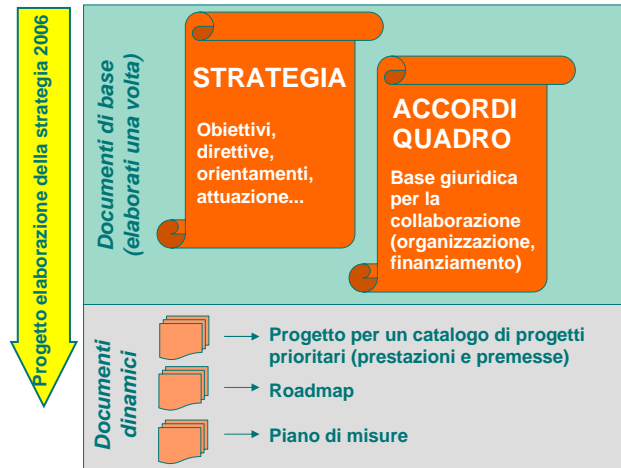 Progetto elaborazione della strategia 2006
Documenti di base
(elaborati una volta)
STRATEGIA
Obiettivi,
direttive,
orientamenti,
attuazione...
ACCORDI
QUADRO
Base giuridica
per la
collaborazione
(organizzazione,
finanziamento)
Documenti
dinamici
Progetto per un catalogo di progetti
prioritari (prestazioni e premesse)
Roadmap
Piano di misure